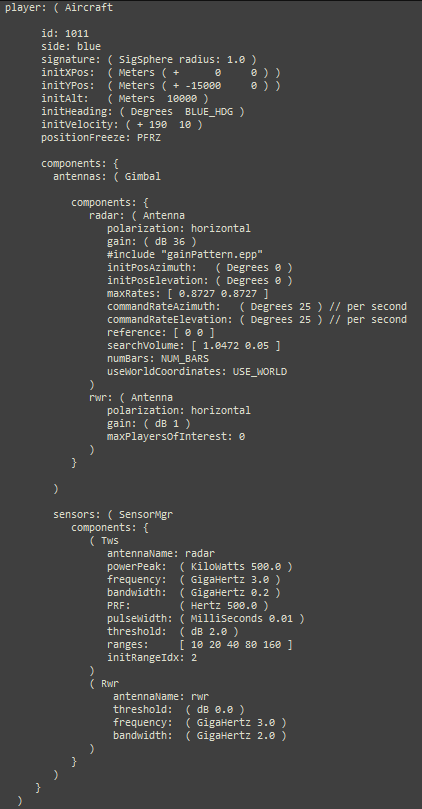 player: ( Aircraft
id: 1011
side: blue
signature: ( SigSphere radius: 1.0 )
initXPos:  ( Meters ( +      0     0 ) )
initYPos:  ( Meters ( + -15000     0 ) )
initAlt:   ( Meters  10000 )
initHeading: ( Degrees  BLUE_HDG )
initVelocity: ( + 190  10 )
positionFreeze: PFRZ
components: {
antennas: ( Gimbal
components: {
radar: ( Antenna
polarization: horizontal
gain: ( dB 36 )
#include "gainPattern.epp"
initPosAzimuth:   ( Degrees 0 )
initPosElevation: ( Degrees 0 )
maxRates: [ 0.8727 0.8727 ]
commandRateAzimuth:   ( Degrees 25 ) // per second
commandRateElevation: ( Degrees 25 ) // per second
reference: [ 0 0 ]
searchVolume: [ 1.0472 0.05 ]
numBars: NUM_BARS
useWorldCoordinates: USE_WORLD
)
rwr: ( Antenna
polarization: horizontal
gain: ( dB 1 )
maxPlayersOfInterest: 0
)
}
)
sensors: ( SensorMgr
components: {
( Tws
antennaName: radar
powerPeak:  ( KiloWatts 500.0 )
frequency:  ( GigaHertz 3.0 )
bandwidth:  ( GigaHertz 0.2 )
PRF:        ( Hertz 500.0 )
pulseWidth: ( MilliSeconds 0.01 )
threshold:  ( dB 2.0 )
ranges:     [ 10 20 40 80 160 ]
initRangeIdx: 2
)
( Rwr
antennaName: rwr
threshold:  ( dB 0.0 )
frequency:  ( GigaHertz 3.0 )
bandwidth:  ( GigaHertz 2.0 )
)
}
)
}
)